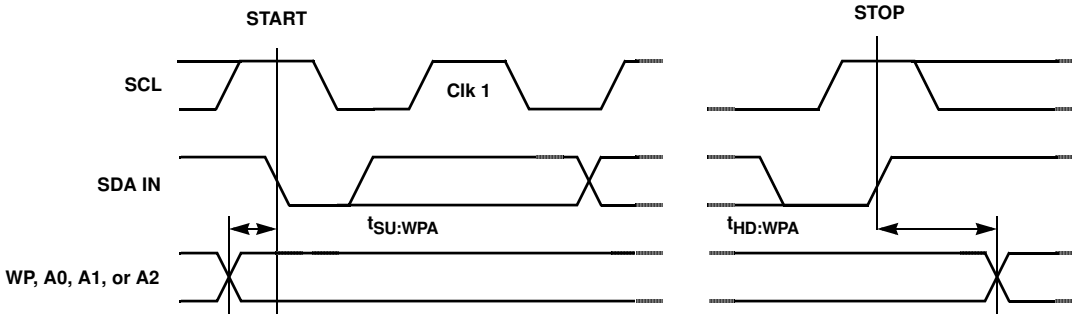 START
STOP
SCL
Clk 1
SDA IN
tSU:WPA
tHD:WPA
WP, A0, A1, or A2